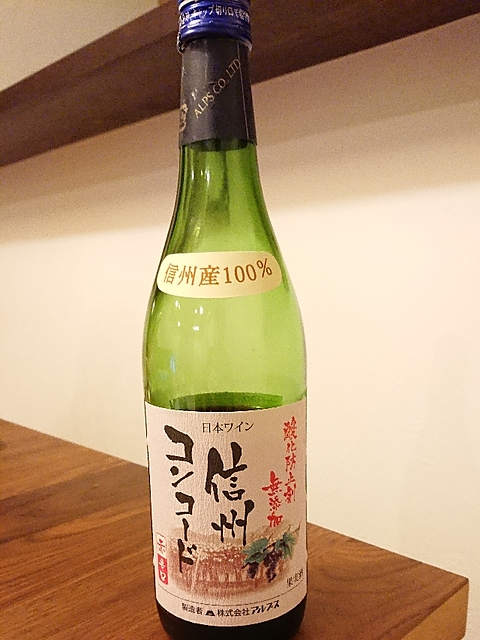 ALPS CO.,LTD
信州産100%
日本ワイン
信州
コンコード
酸化防止剤
無添加
赤 辛口
果実酒
製造者 株式会社アルプス